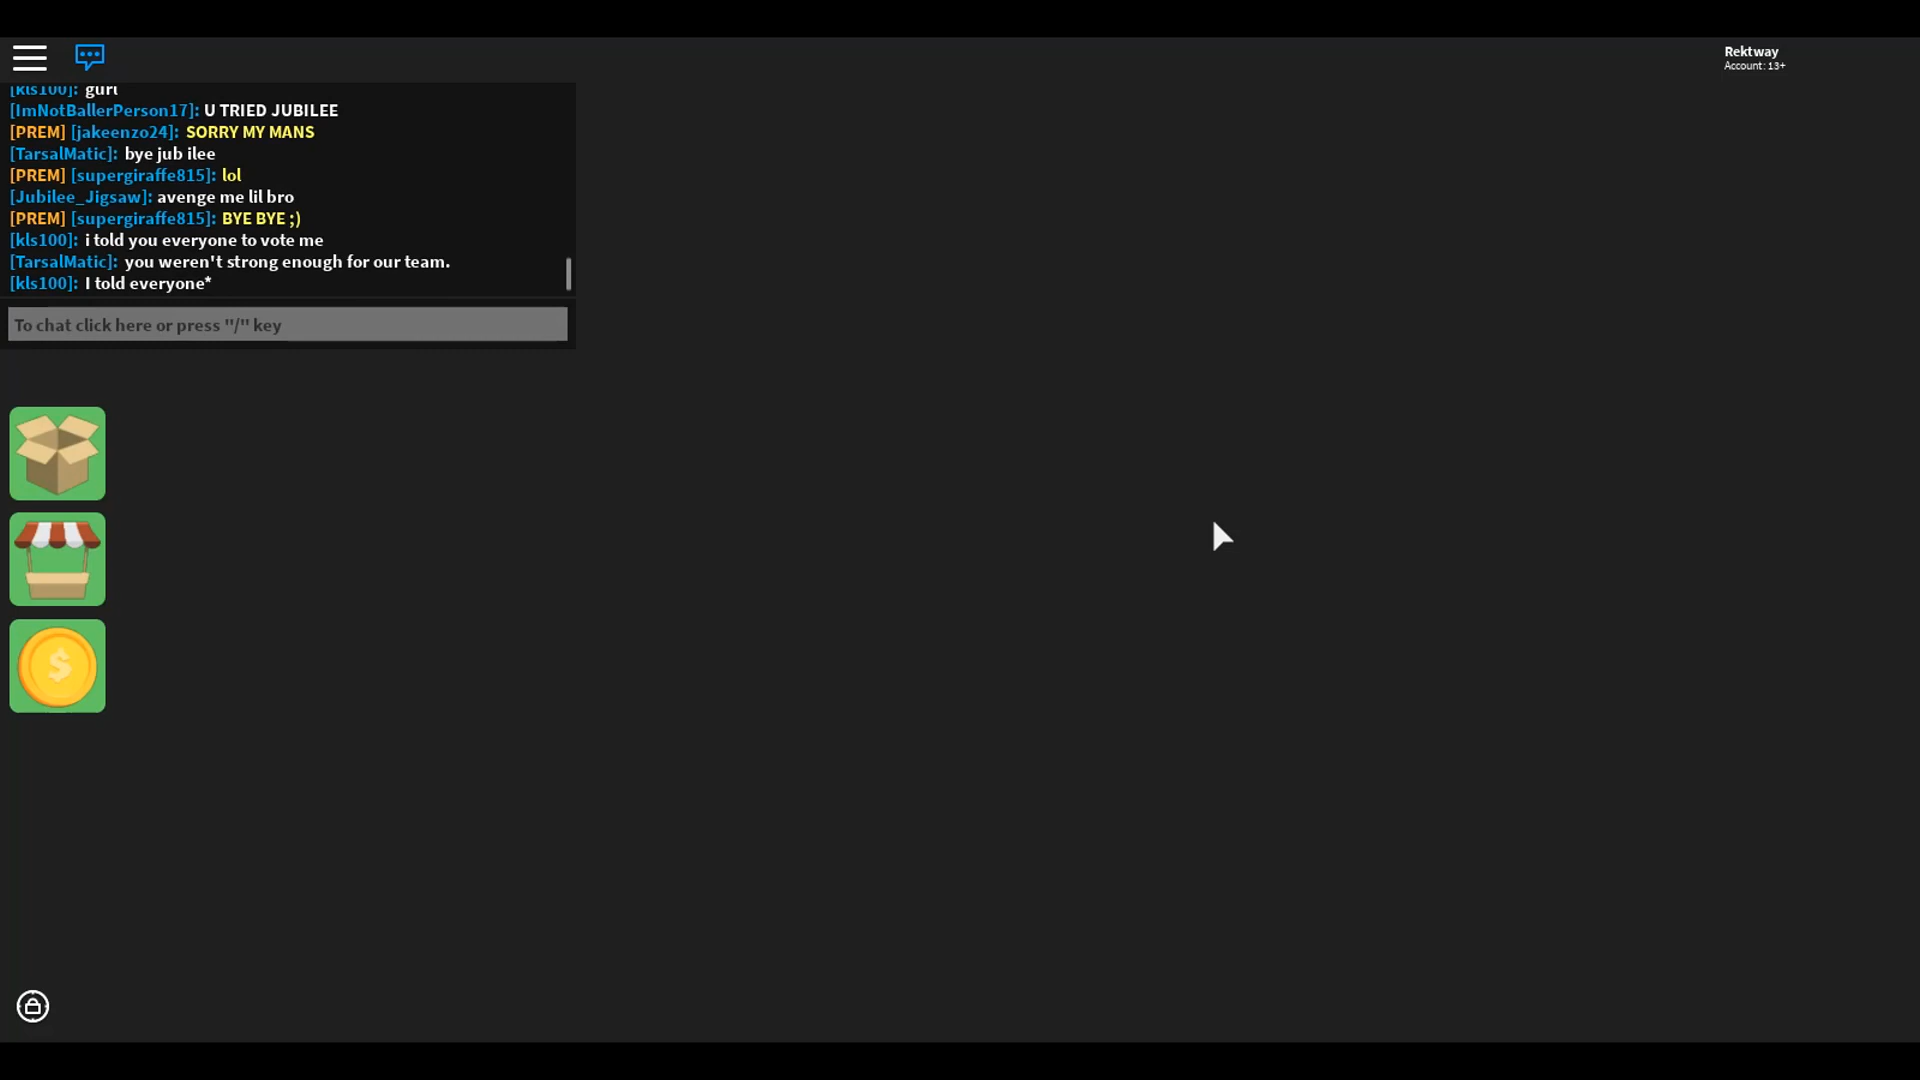 Rektway
Account: 13+
[kls100]: gurl
[ImNotBallerPerson17]: U TRIED JUBILEE
[PREM] [jakeenzo24]: SORRY MY MANS
[TarsalMatic]: bye jub ilee
[PREM] [supergiraffe815]: lol
[Jubilee_Jigsaw]: avenge me lil bro
[PREM] [supergiraffe815]: BYE BYE ;)
[kls100]: i told you everyone to vote me
[TarsalMatic]: you weren't strong enough for our team.
[kls100]: I told everyone*
To chat click here or press "/" key
$